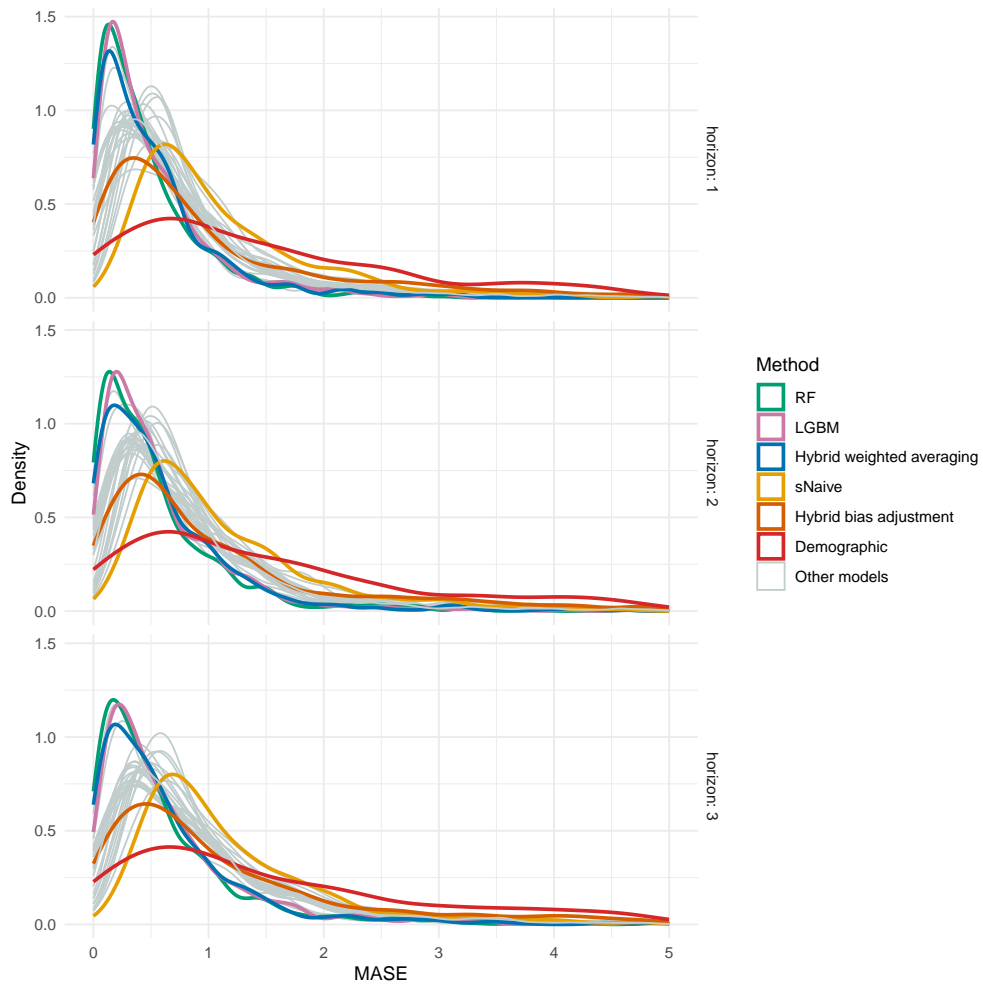 1.5
1.0
0.5
0.0
horizon: 1
1.5
1.0
0.5
0.0
horizon: 2
1.5
1.0
0.5
0.0
horizon: 3
Density
0 1 2 3 4 5
MASE
Method
RF
LGBM
Hybrid weighted averaging
sNaive
Hybrid bias adjustment
Demographic
Other models